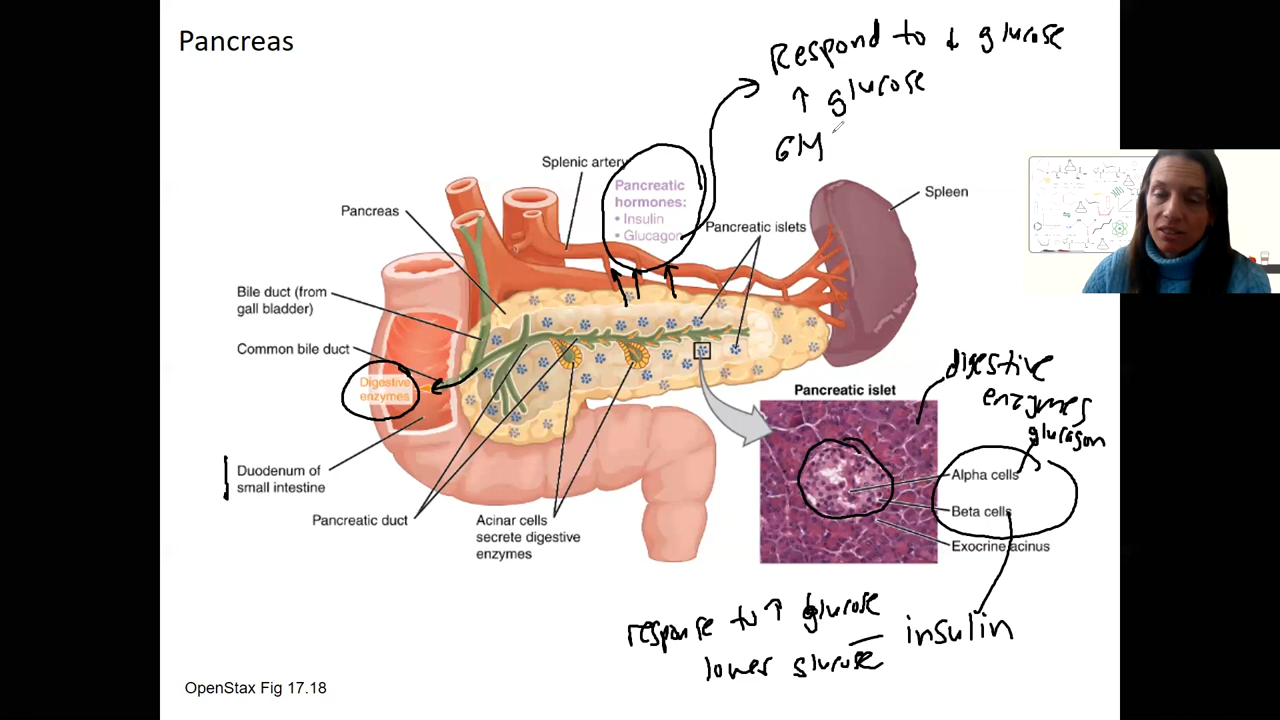 Pancreas
Respond to ↓ glucose
↑ glucose
GH
Splenic artery
Pancreatic
hormones:
• Insulin
• Glucagon
Pancreatic islets
Spleen
Pancreas
Bile duct (from
gall bladder)
Common bile duct
Digestive
enzymes
Duodenum of
small intestine
Pancreatic duct
Acinar cells
secrete digestive
enzymes
Pancreatic islet
digestive
enzymes
glucagon
Alpha cells
Beta cells
Exocrine acinus
response to ↑ glucose
lower glucose
insulin
OpenStax Fig 17.18